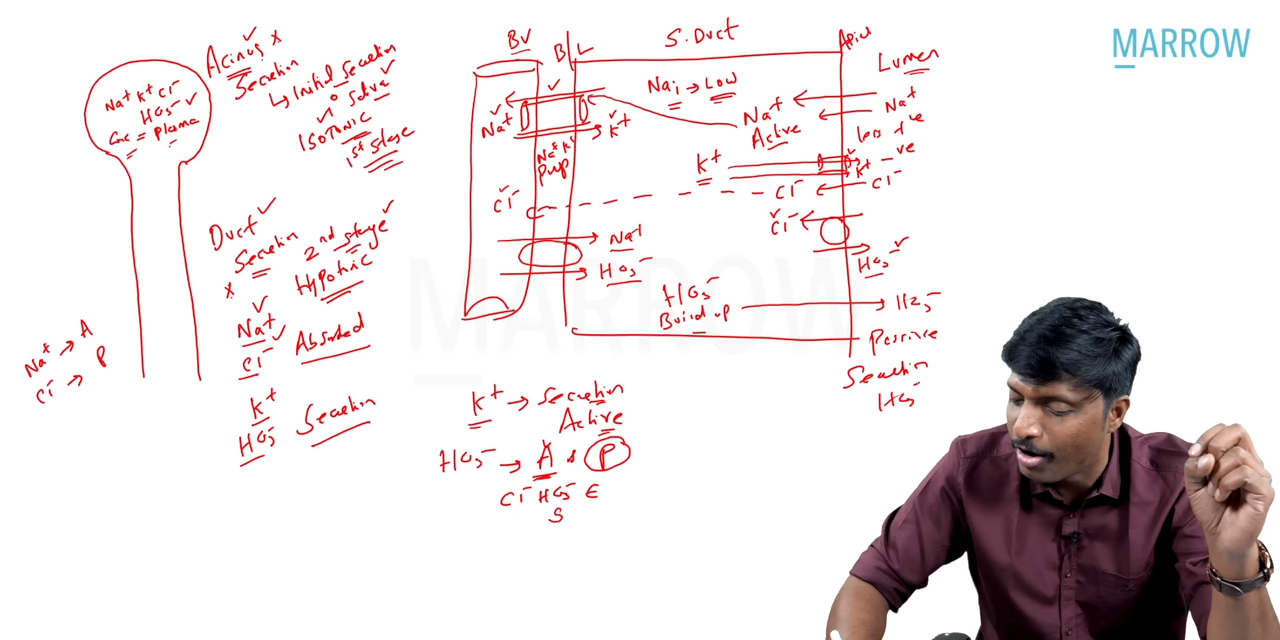 MARROW
Acinus
Secretion
↳ Initial Secretion
Saliva
Isotonic
1st stage
Na+ K+ Cl-
HCO3-
Conc = plasma
Duct
Secretion
2nd stage
Hypotonic
Na+
Cl-
Absorbed
K+
HCO3-
Secretion
Na+ → A
Cl- → P
BV
B/L
S.Duct
Apical
Lumen
Na+
K+
Na+ K+
Pump
Nai → Low
Na+
Active
Na+
less +ve
-ve
K+
K+
Cl-
Cl-
Cl-
Cl-
HCO3-
Na+
HCO3-
HCO3-
Build up
HCO3-
Passive
Secretion
HCO3-
K+ → Secretion
Active
HCO3- → A & P
Cl- HCO3- E
S
MARROW